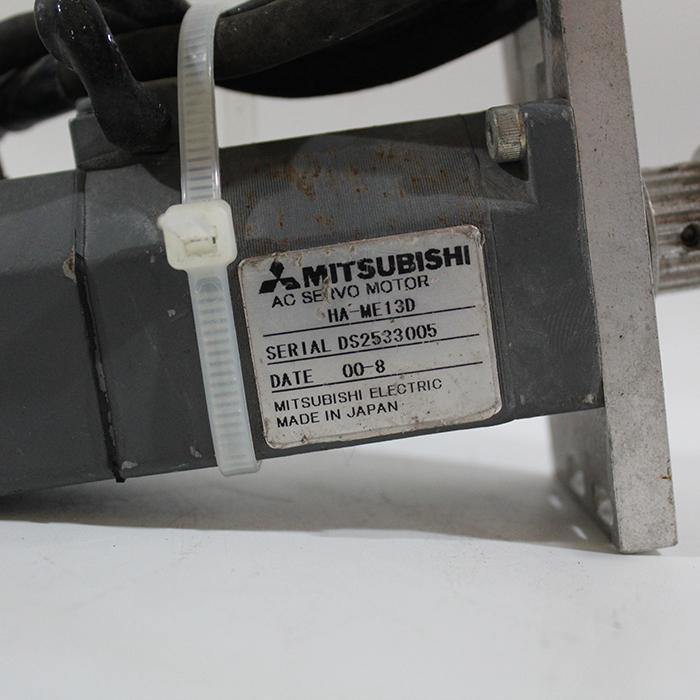 MITSUBISHI
AC SERVO MOTOR
HA-ME13D
SERIAL DS2533005
DATE 00-8
MITSUBISHI ELECTRIC
MADE IN JAPAN